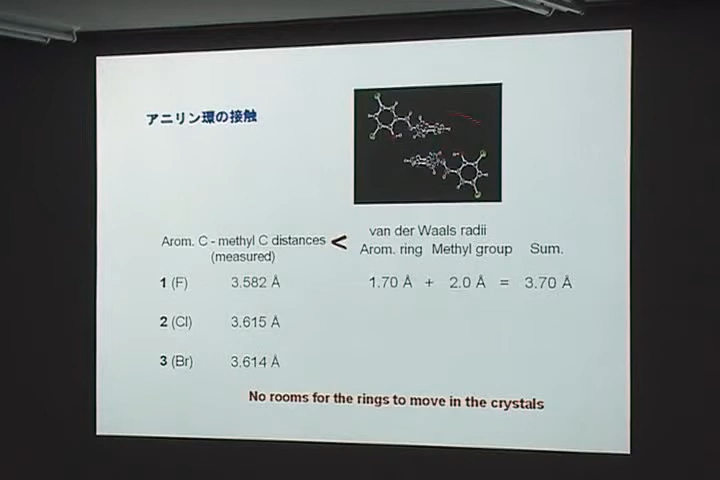 アニリン環の接触
Arom. C - methyl C distances
(measured)
<
van der Waals radii
Arom. ring Methyl group Sum.
1 (F) 3.582 Å 1.70 Å + 2.0 Å = 3.70 Å
2 (Cl) 3.615 Å
3 (Br) 3.614 Å
No rooms for the rings to move in the crystals